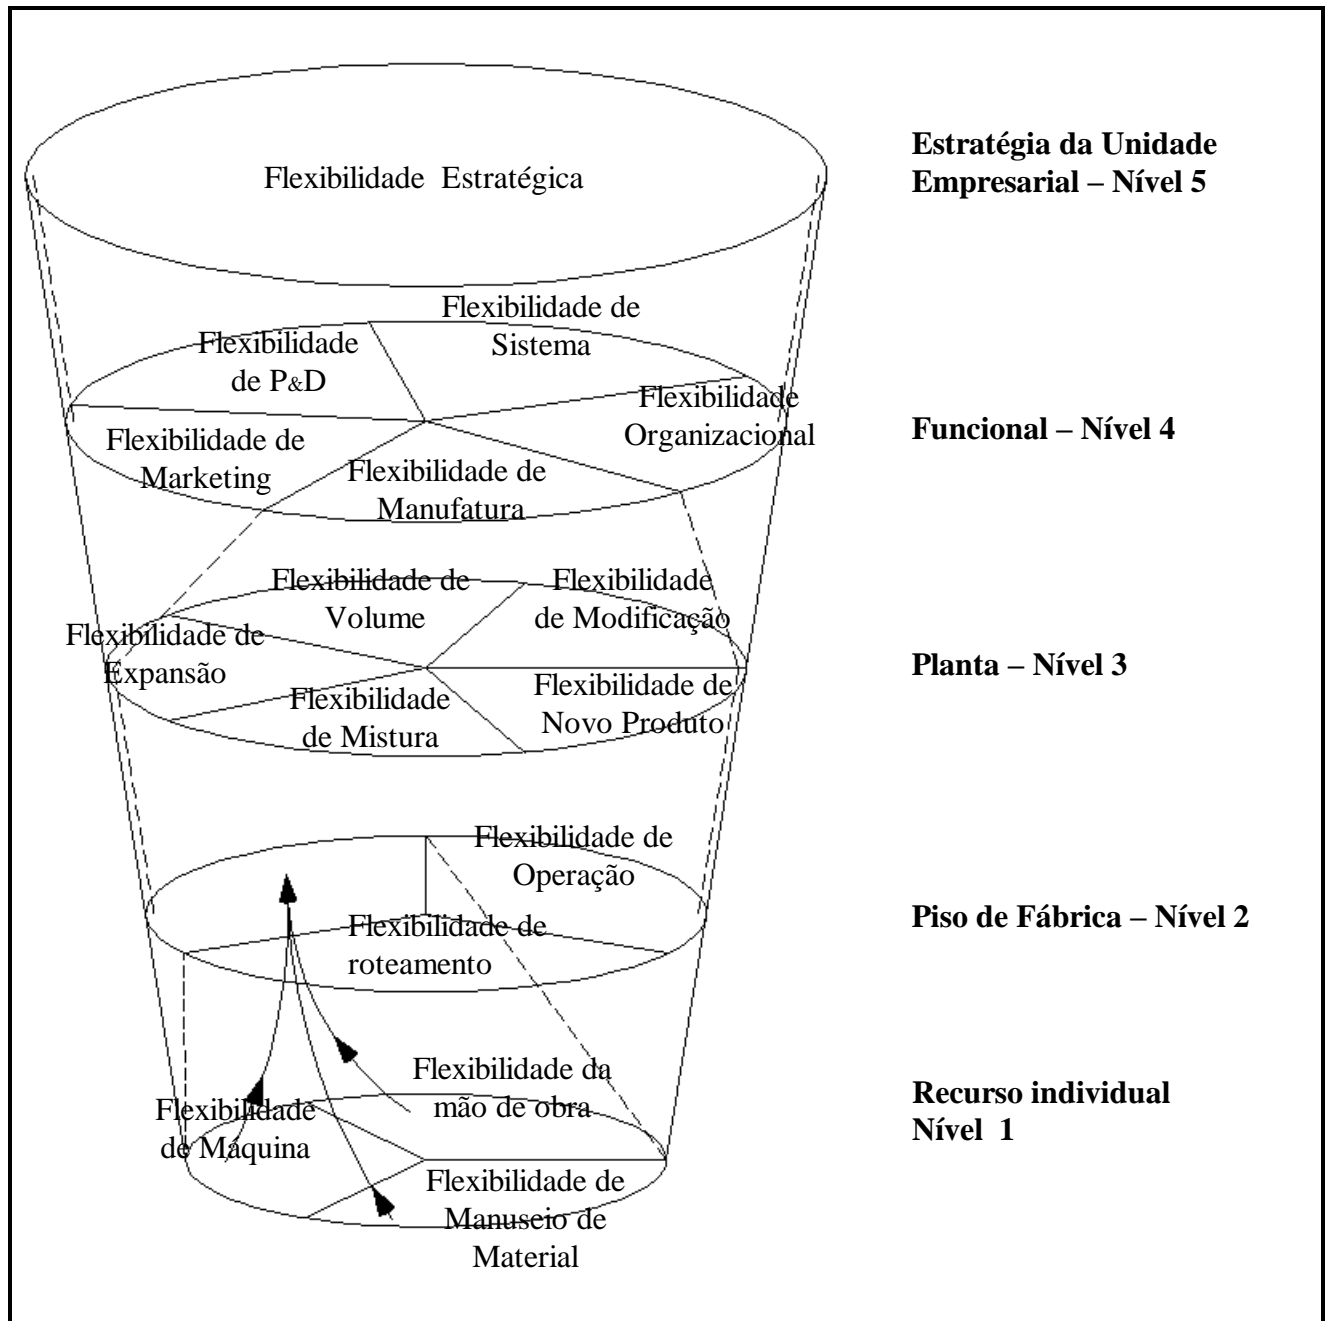 Estratégia da Unidade
Empresarial – Nível 5
Flexibilidade Estratégica
Flexibilidade de
Sistema
Flexibilidade
de P&D
Flexibilidade
Organizacional
Funcional – Nível 4
Flexibilidade de
Marketing
Flexibilidade de
Manufatura
Flexibilidade de
Volume
Flexibilidade
de Modificação
Flexibilidade de
Expansão
Planta – Nível 3
Flexibilidade
de Mistura
Flexibilidade de
Novo Produto
Flexibilidade de
Operação
Flexibilidade de
roteamento
Piso de Fábrica – Nível 2
Flexibilidade da
mão de obra
Flexibilidade
de Máquina
Recurso individual
Nível 1
Flexibilidade de
Manuseio de
Material